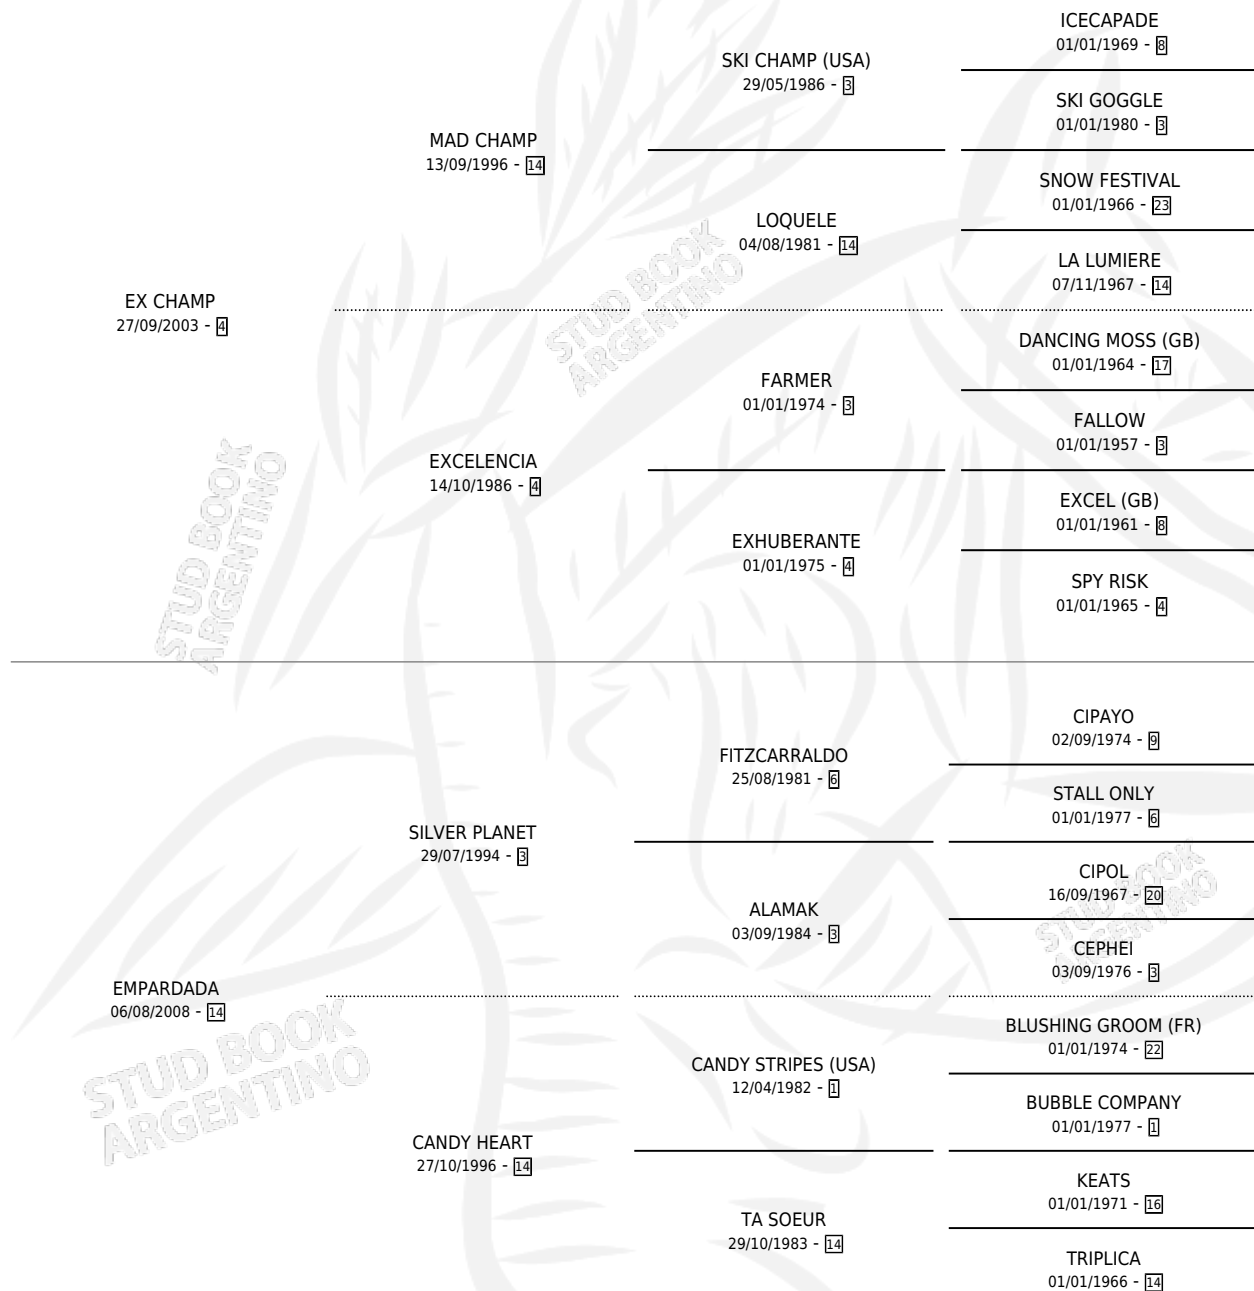 ICECAPADE
01/01/1969 - 8
SKI CHAMP (USA)
29/05/1986 - 3
SKI GOGGLE
01/01/1980 - 3
MAD CHAMP
13/09/1996 - 14
SNOW FESTIVAL
01/01/1966 - 23
LOQUELE
04/08/1981 - 14
LA LUMIERE
07/11/1967 - 14
EX CHAMP
27/09/2003 - 4
STUD BOOK
ARGENTINO
DANCING MOSS (GB)
01/01/1964 - 17
FARMER
01/01/1974 - 3
FALLOW
01/01/1957 - 3
EXCELENCIA
14/10/1986 - 4
EXCEL (GB)
01/01/1961 - 8
EXHUBERANTE
01/01/1975 - 4
SPY RISK
01/01/1965 - 4
STUD BOOK
ARGENTINO
CIPAYO
02/09/1974 - 9
FITZCARRALDO
25/08/1981 - 6
STALL ONLY
01/01/1977 - 6
SILVER PLANET
29/07/1994 - 3
CIPOL
16/09/1967 - 20
ALAMAK
03/09/1984 - 3
CEPHEI
03/09/1976 - 3
STUD BOOK
ARGENTINO
EMPARDADA
06/08/2008 - 14
BLUSHING GROOM (FR)
01/01/1974 - 22
CANDY STRIPES (USA)
12/04/1982 - 1
BUBBLE COMPANY
01/01/1977 - 1
STUD BOOK
ARGENTINO
CANDY HEART
27/10/1996 - 14
KEATS
01/01/1971 - 16
TA SOEUR
29/10/1983 - 14
TRIPLICA
01/01/1966 - 14